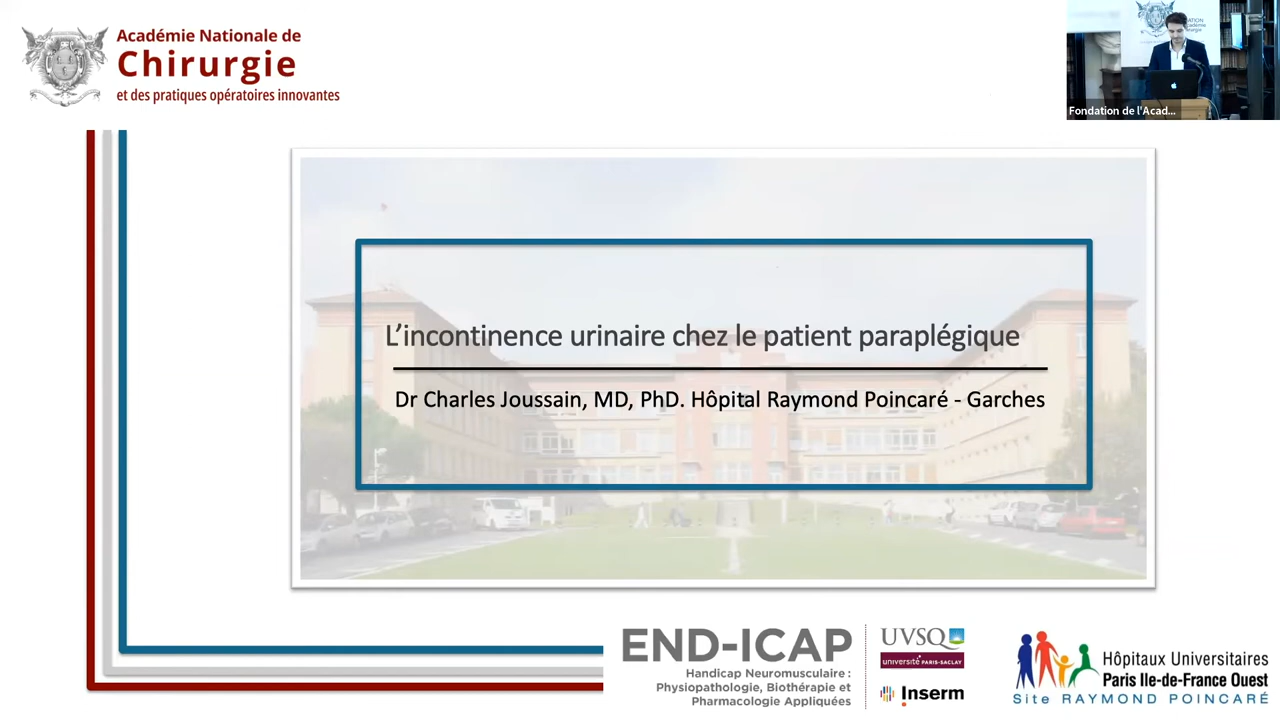 Académie Nationale de
Chirurgie
et des pratiques opératoires innovantes
Fondation de l'Acad...
L'incontinence urinaire chez le patient paraplégique
Dr Charles Joussain, MD, PhD. Hôpital Raymond Poincaré - Garches
END-ICAP
Handicap Neuromusculaire :
Physiopathologie, Biothérapie et
Pharmacologie Appliquées
UVSQ
université PARIS-SACLAY
Inserm
Hôpitaux Universitaires
Paris Ile-de-France Ouest
Site RAYMOND POINCARÉ